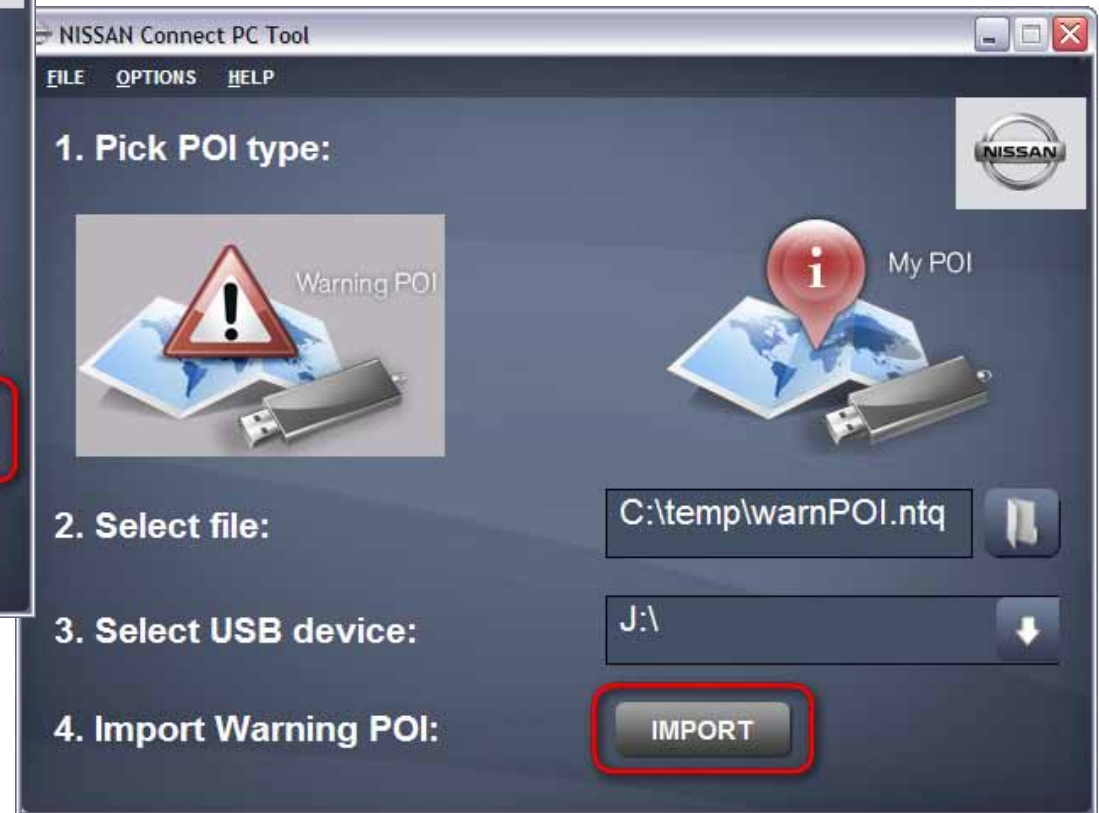 NISSAN Connect PC Tool
FILE OPTIONS HELP
1. Pick POI type:
NISSAN
Warning POI
i My POI
2. Select file:
C:\temp\warnPOI.ntq
3. Select USB device:
J:\
4. Import Warning POI:
IMPORT